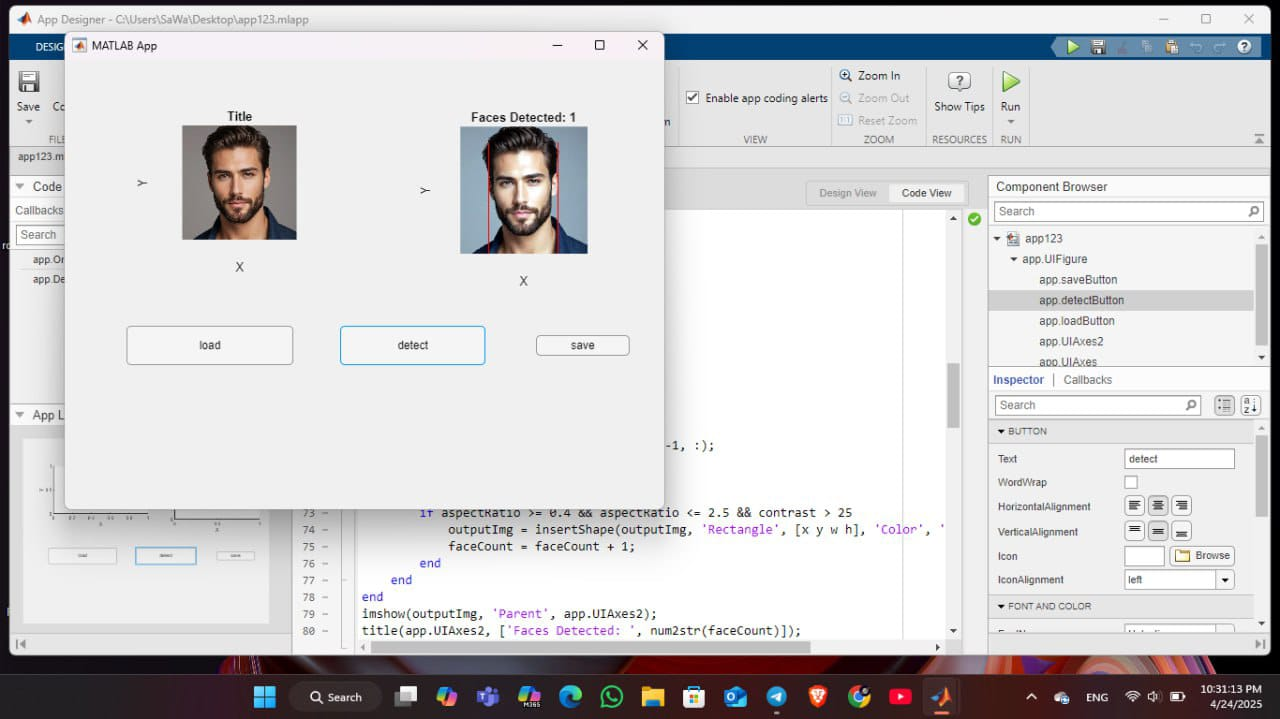 App Designer - C:\Users\SaWa\Desktop\app123.mlapp
MATLAB App
Save
Enable app coding alerts
Zoom In
Zoom Out
Reset Zoom
Show Tips
Run
VIEW
ZOOM
RESOURCES
RUN
Title
Y
X
Faces Detected: 1
Y
X
load
detect
save
Code
Callbacks
Search
Design View
Code View
-1, :);
73
if aspectRatio >= 0.4 && aspectRatio <= 2.5 && contrast > 25
74
outputImg = insertShape(outputImg, 'Rectangle', [x y w h], 'Color', '
75
faceCount = faceCount + 1;
76
end
77
end
78
end
79
imshow(outputImg, 'Parent', app.UIAxes2);
80
title(app.UIAxes2, ['Faces Detected: ', num2str(faceCount)]);
Component Browser
Search
app123
app.UIFigure
app.saveButton
app.detectButton
app.loadButton
app.UIAxes2
app.UIAxes
Inspector
Callbacks
Search
BUTTON
Text
detect
WordWrap
HorizontalAlignment
VerticalAlignment
Icon
Browse
IconAlignment
left
FONT AND COLOR
Search
M365
ENG
10:31:13 PM
4/24/2025